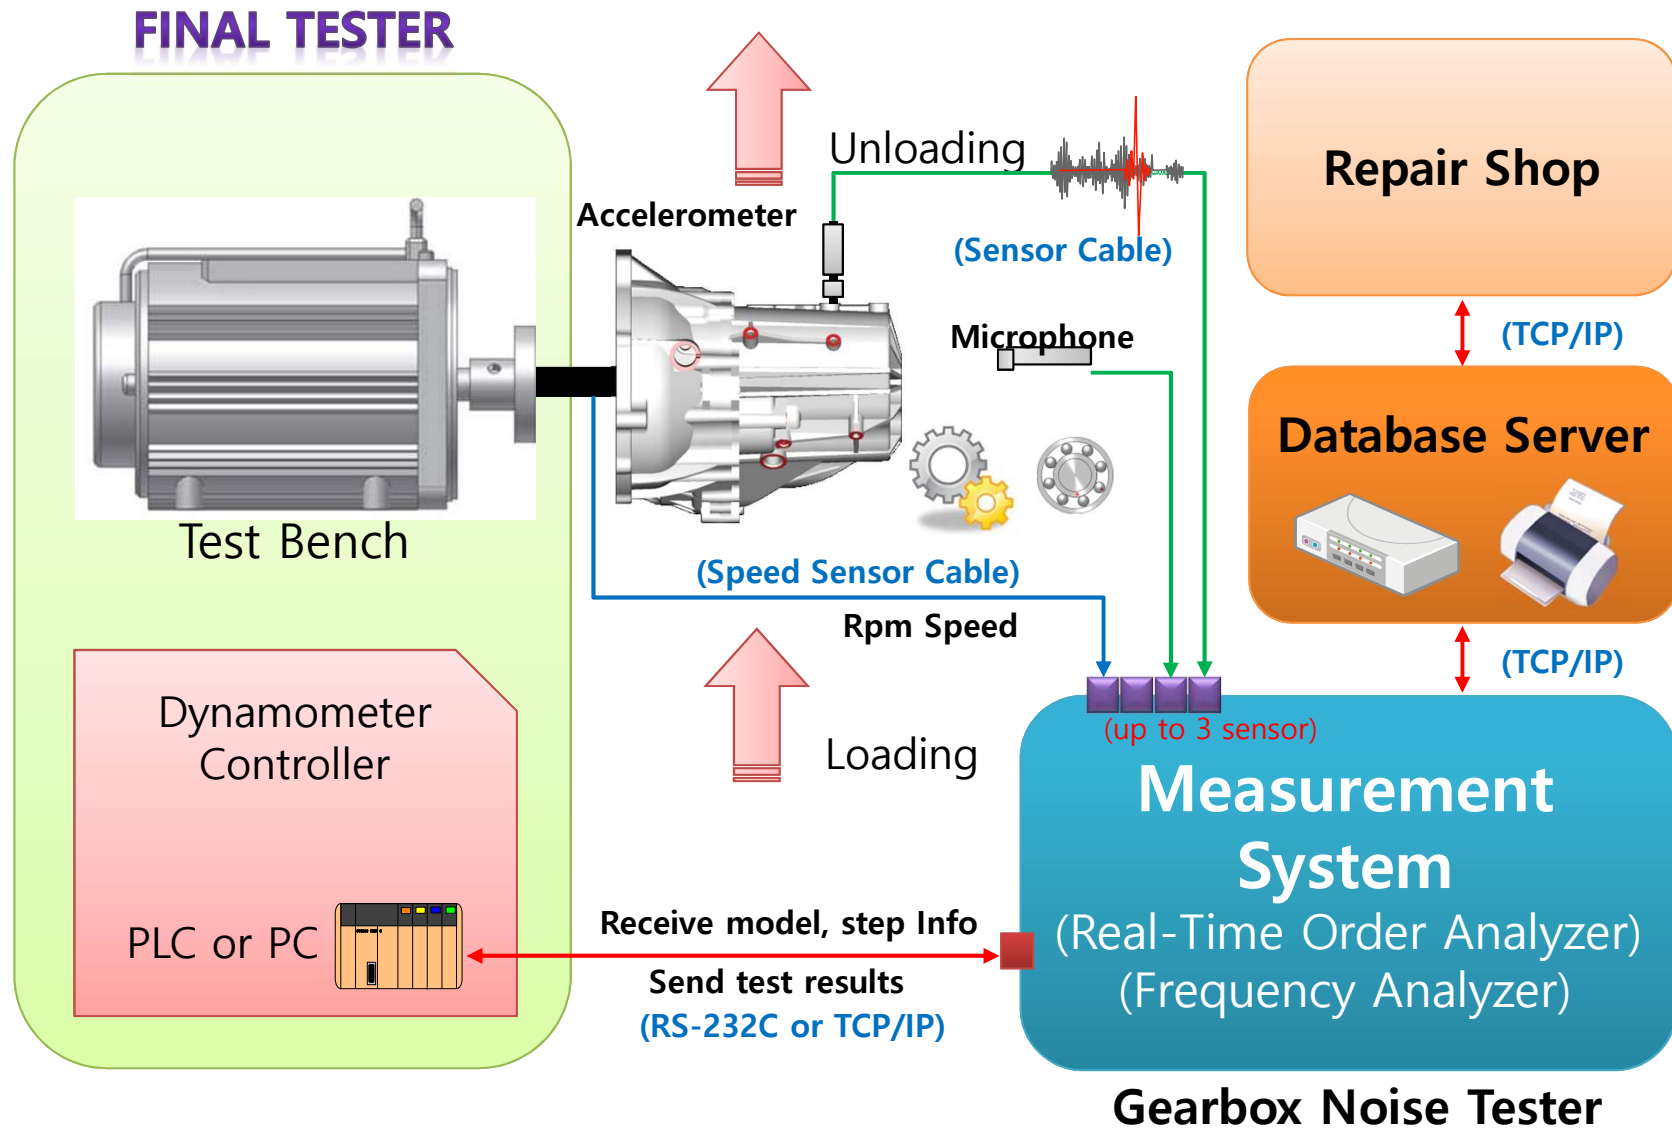 FINAL TESTER
Unloading
Accelerometer
(Sensor Cable)
Microphone
Test Bench
(Speed Sensor Cable)
Rpm Speed
Loading
Dynamometer
Controller
PLC or PC
Receive model, step Info
Send test results
(RS-232C or TCP/IP)
Repair Shop
(TCP/IP)
Database Server
(TCP/IP)
(up to 3 sensor)
Measurement
System
(Real-Time Order Analyzer)
(Frequency Analyzer)
Gearbox Noise Tester